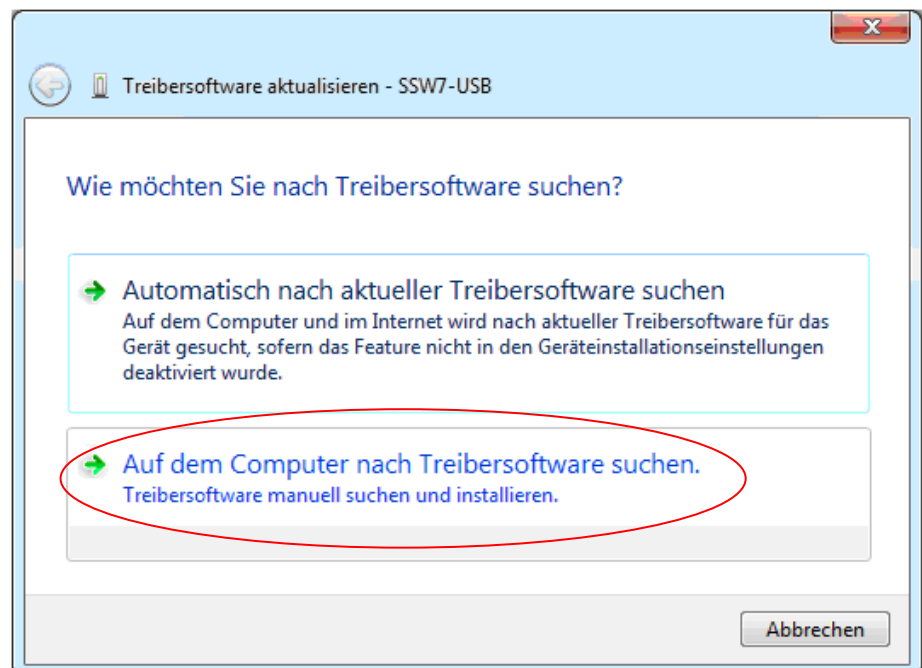 Treibersoftware aktualisieren - SSW7-USB
Wie möchten Sie nach Treibersoftware suchen?
Automatisch nach aktueller Treibersoftware suchen
Auf dem Computer und im Internet wird nach aktueller Treibersoftware für das
Gerät gesucht, sofern das Feature nicht in den Geräteinstallationseinstellungen
deaktiviert wurde.
Auf dem Computer nach Treibersoftware suchen.
Treibersoftware manuell suchen und installieren.
Abbrechen